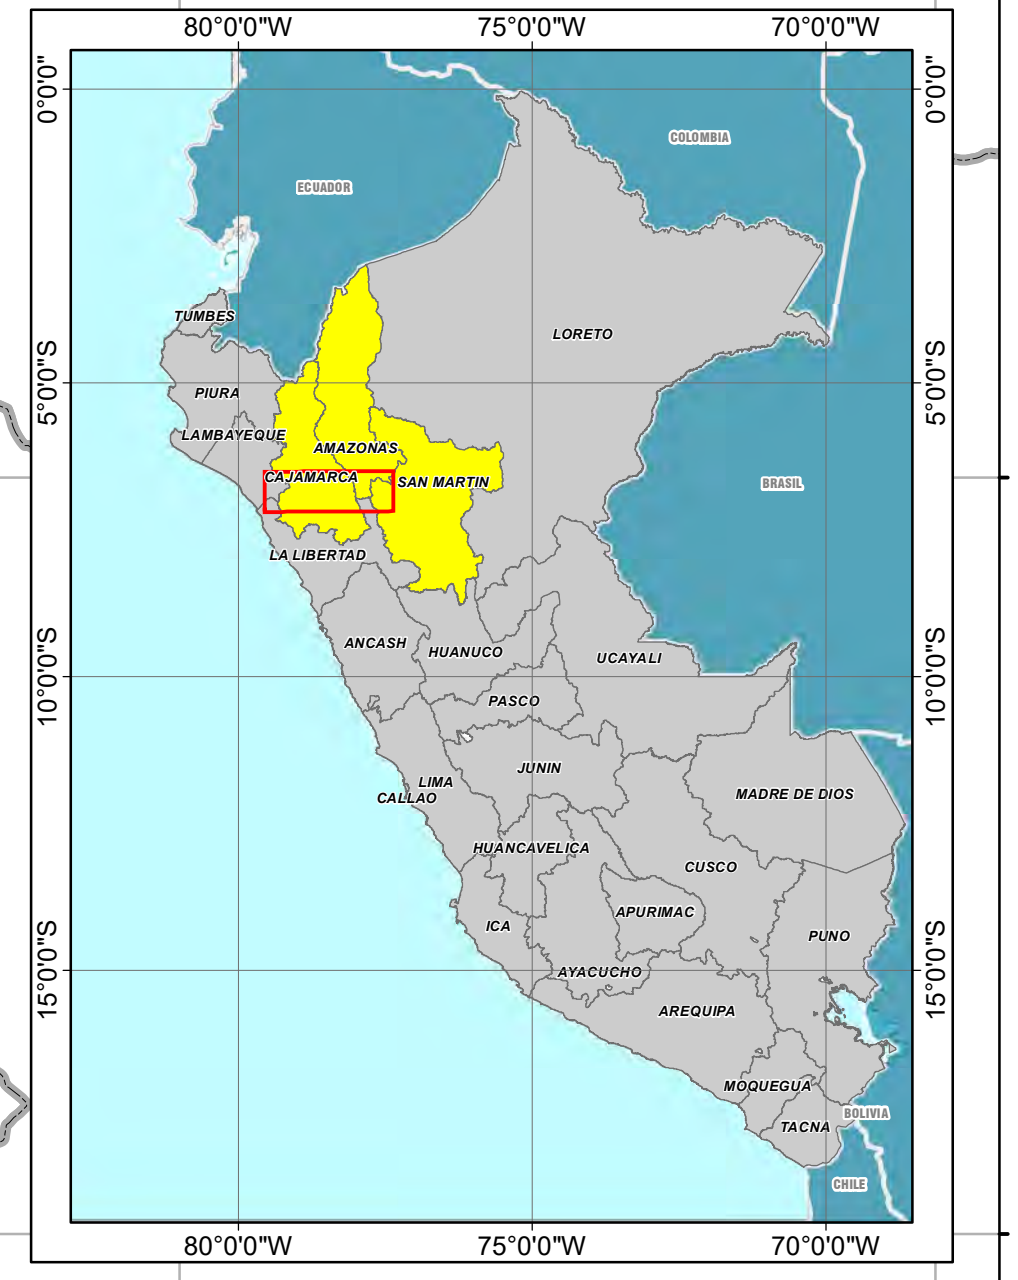 80°0'0"W
75°0'0"W
70°0'0"W
0°0'0"
0°0'0"
COLOMBIA
ECUADOR
TUMBES
LORETO
5°0'0"S
5°0'0"S
PIURA
LAMBAYEQUE
AMAZONAS
CAJAMARCA
SAN MARTIN
BRASIL
LA LIBERTAD
ANCASH
HUANUCO
UCAYALI
10°0'0"S
10°0'0"S
PASCO
JUNIN
LIMA
CALLAO
MADRE DE DIOS
HUANCAVELICA
CUSCO
APURIMAC
ICA
PUNO
15°0'0"S
15°0'0"S
AYACUCHO
AREQUIPA
MOQUEGUA
BOLIVIA
TACNA
CHILE
80°0'0"W
75°0'0"W
70°0'0"W